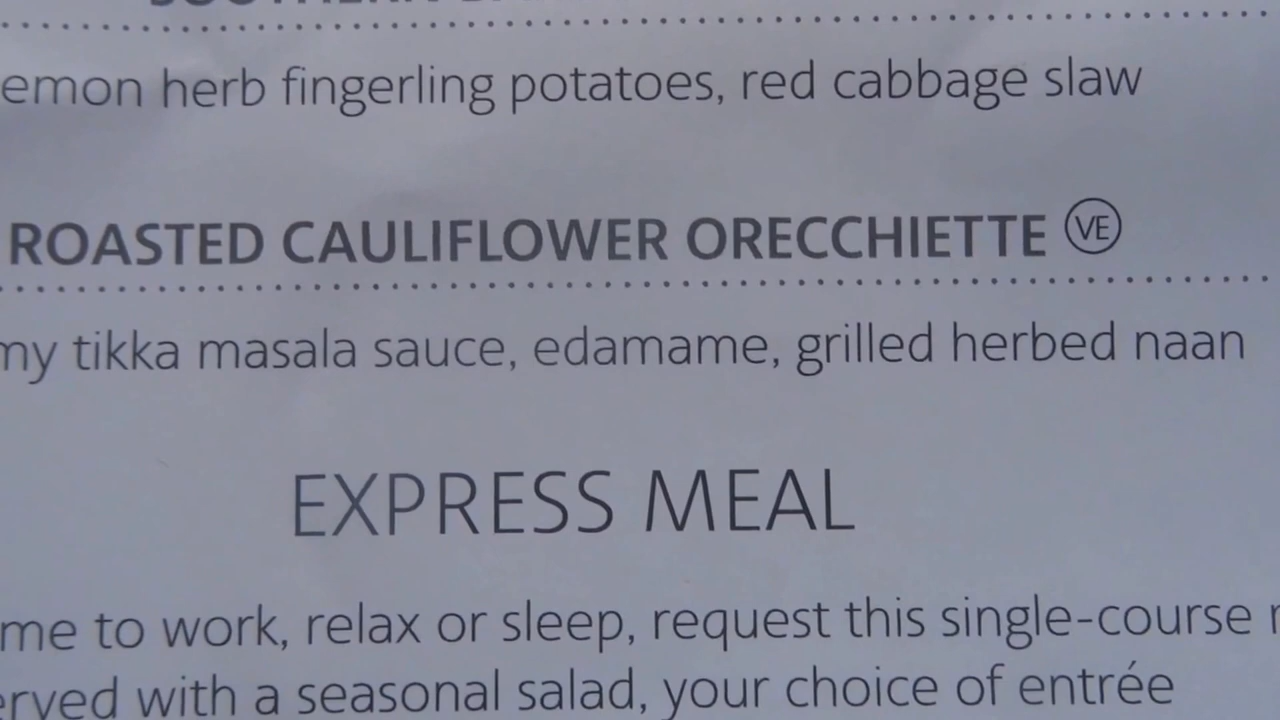 emon herb fingerling potatoes, red cabbage slaw
ROASTED CAULIFLOWER ORECCHIETTE VE
my tikka masala sauce, edamame, grilled herbed naan
EXPRESS MEAL
me to work, relax or sleep, request this single-course
erved with a seasonal salad, your choice of entrée